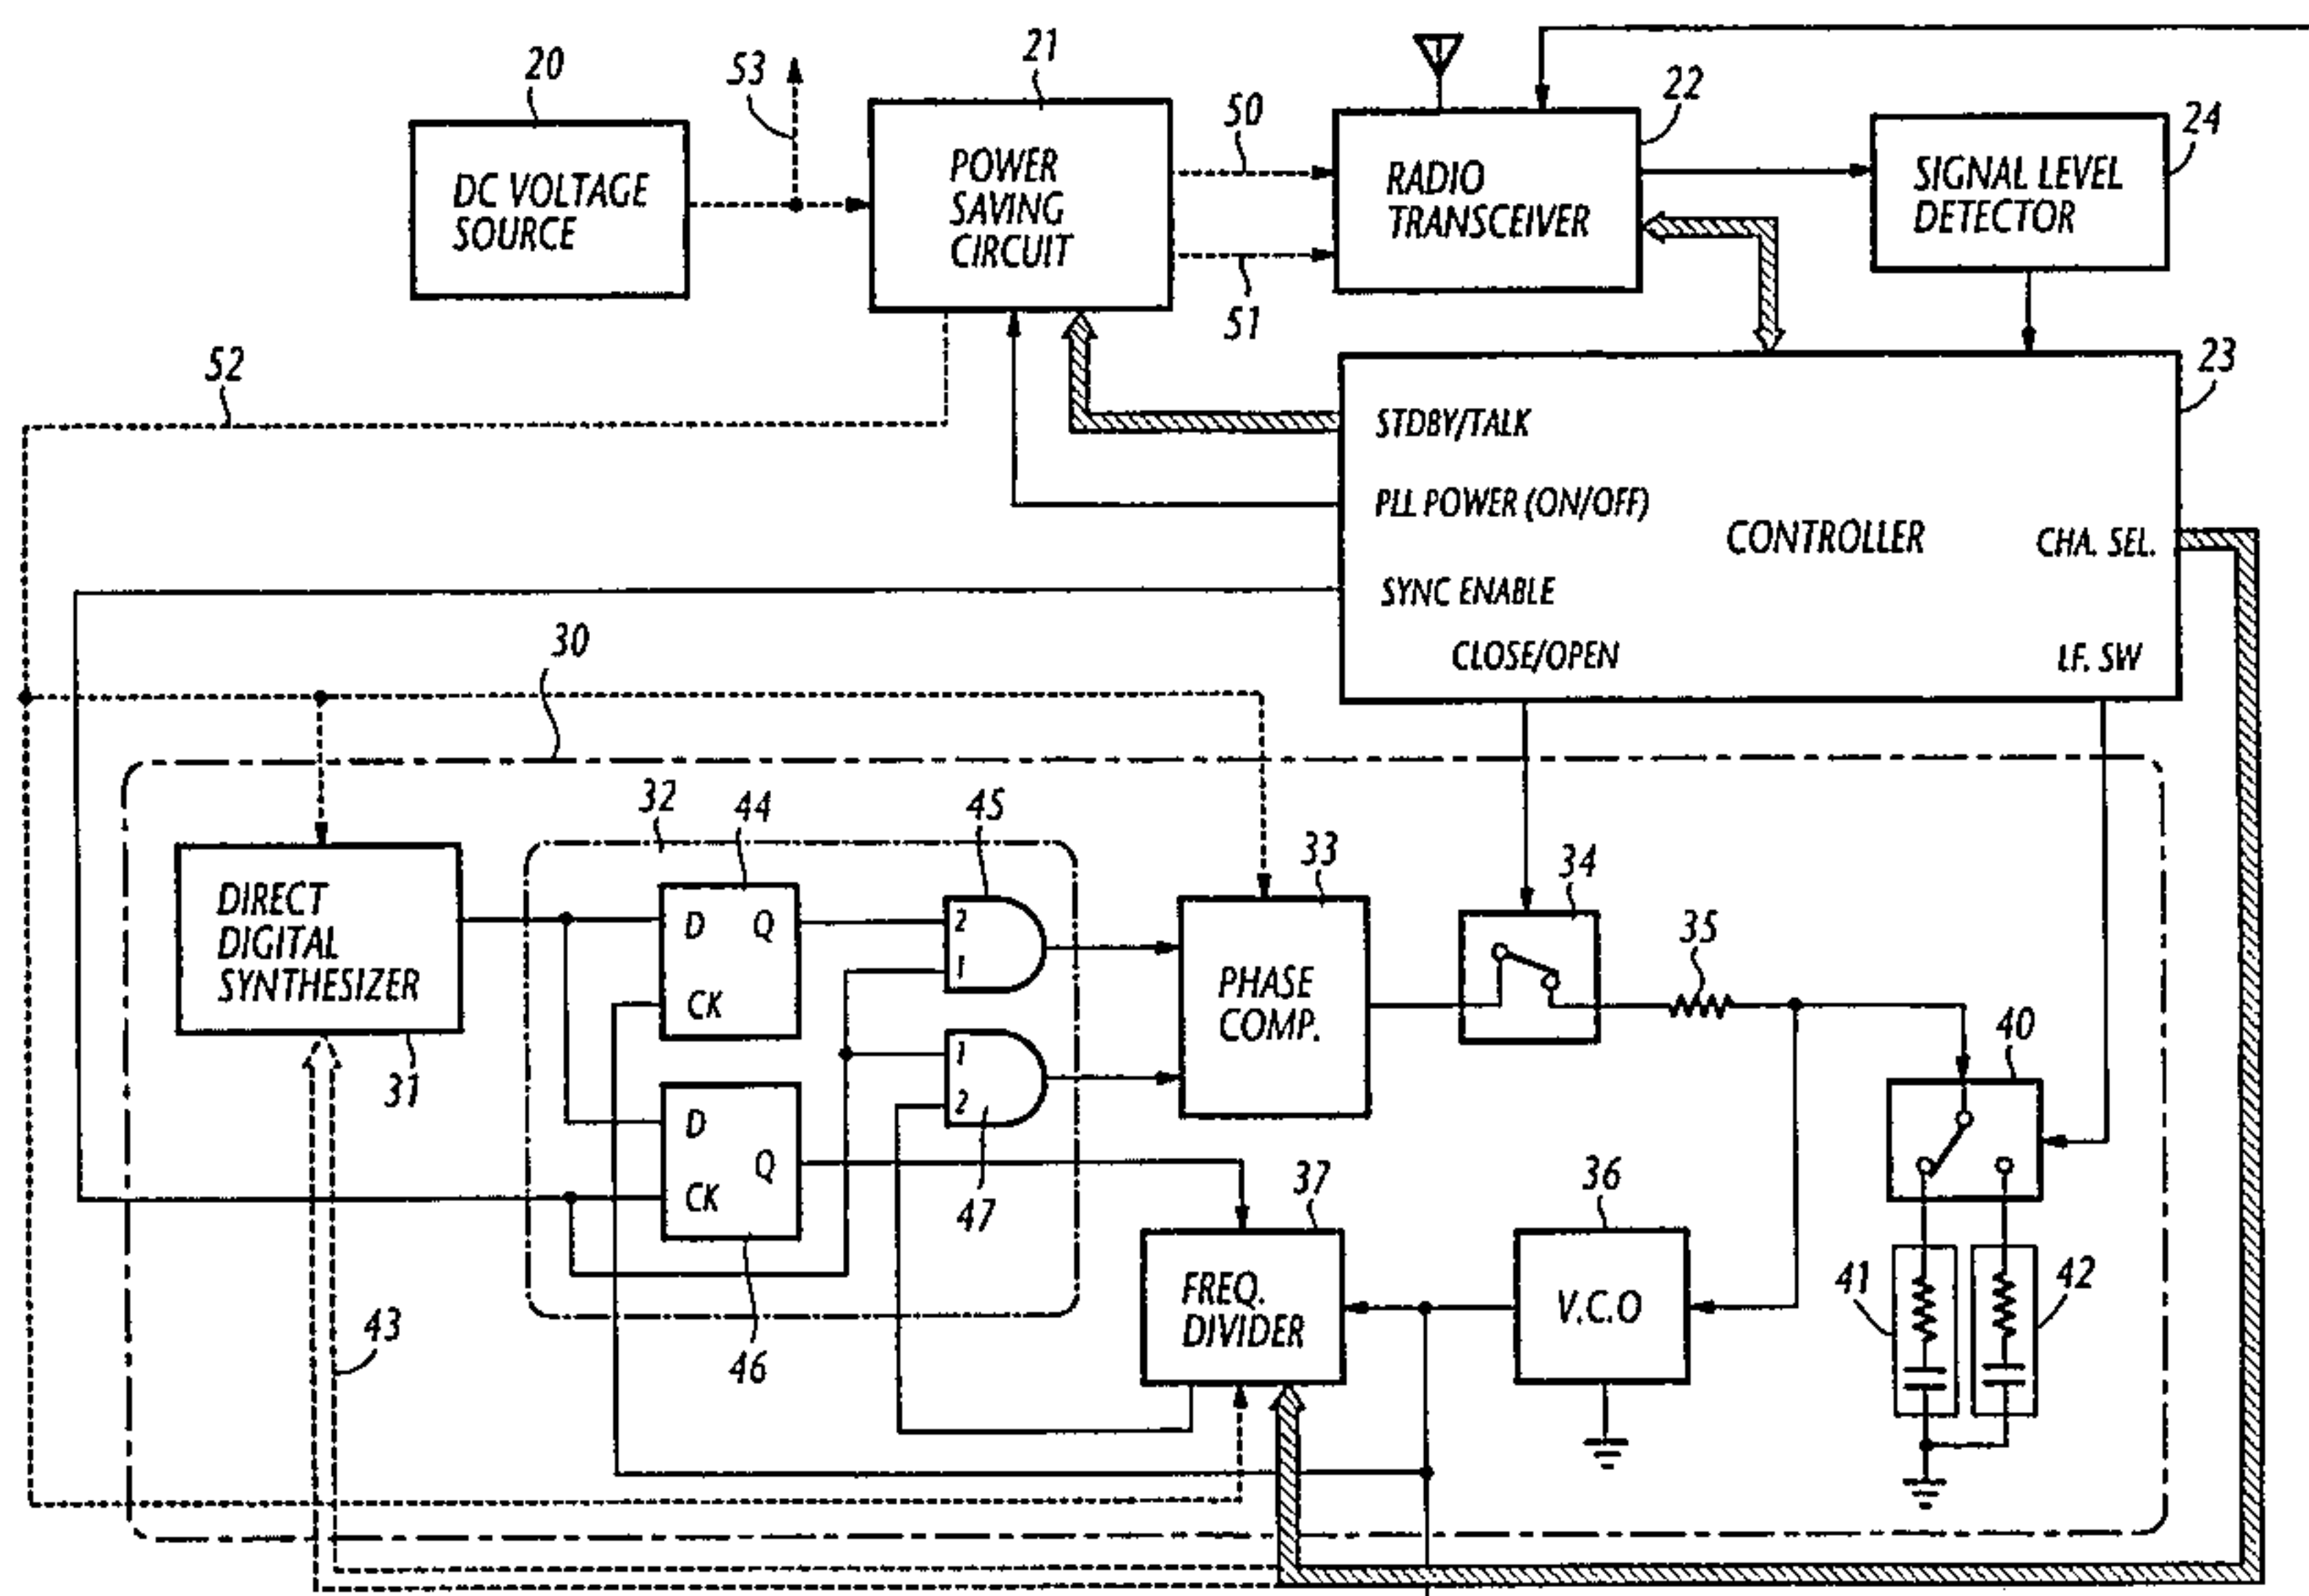 20
53
21
50
22
24
DC VOLTAGE
SOURCE
POWER
SAVING
CIRCUIT
RADIO
TRANSCEIVER
SIGNAL LEVEL
DETECTOR
51
52
23
STDBY/TALK
PLL POWER (ON/OFF)
CONTROLLER
CHA. SEL.
SYNC ENABLE
CLOSE/OPEN
LF. SW
30
32
44
45
33
34
DIRECT
DIGITAL
SYNTHESIZER
D
Q
CK
2
1
PHASE
COMP.
35
40
31
D
Q
CK
1
2
47
37
36
46
43
FREQ.
DIVIDER
V.C.O
41
42